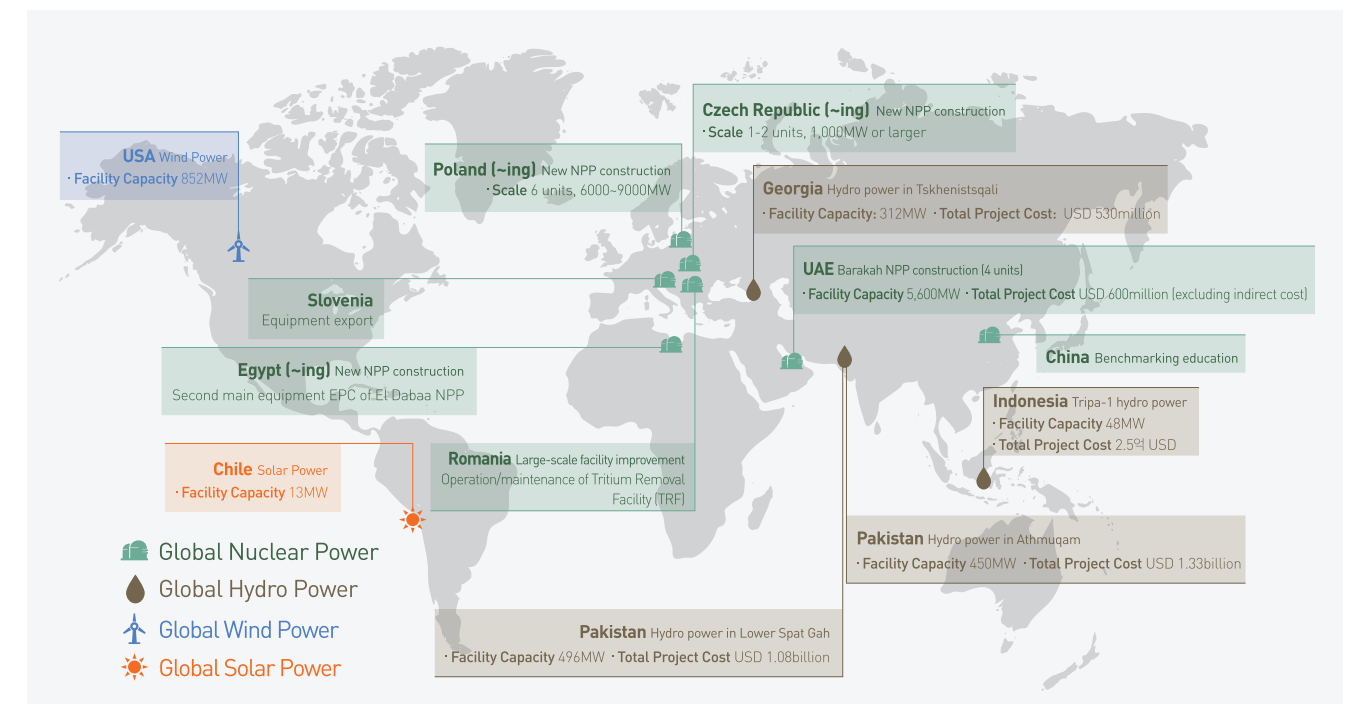 Czech Republic (~ing) New NPP construction
· Scale 1-2 units, 1,000MW or larger
USA Wind Power
· Facility Capacity 852MW
Poland (~ing) New NPP construction
· Scale 6 units, 6000~9000MW
Georgia Hydro power in Tskhenistsqali
· Facility Capacity: 312MW · Total Project Cost: USD 530million
UAE Barakah NPP construction (4 units)
· Facility Capacity 5,600MW · Total Project Cost USD 600million (excluding indirect cost)
Slovenia
Equipment export
China Benchmarking education
Egypt (~ing) New NPP construction
Second main equipment EPC of El Dabaa NPP
Indonesia Tripa-1 hydro power
· Facility Capacity 48MW
· Total Project Cost 2.5억 USD
Chile Solar Power
· Facility Capacity 13MW
Romania Large-scale facility improvement
Operation/maintenance of Tritium Removal
Facility (TRF)
Pakistan Hydro power in Athmuqam
· Facility Capacity 450MW · Total Project Cost USD 1.33billion
Pakistan Hydro power in Lower Spat Gah
· Facility Capacity 496MW · Total Project Cost USD 1.08billion
Global Nuclear Power
Global Hydro Power
Global Wind Power
Global Solar Power